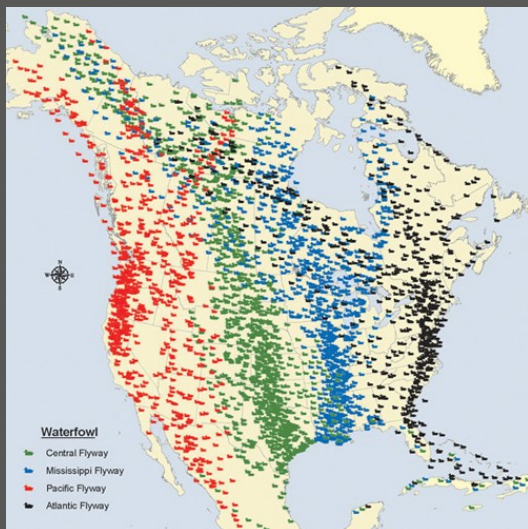 N
W E
S
Waterfowl
Central Flyway
Mississippi Flyway
Pacific Flyway
Atlantic Flyway